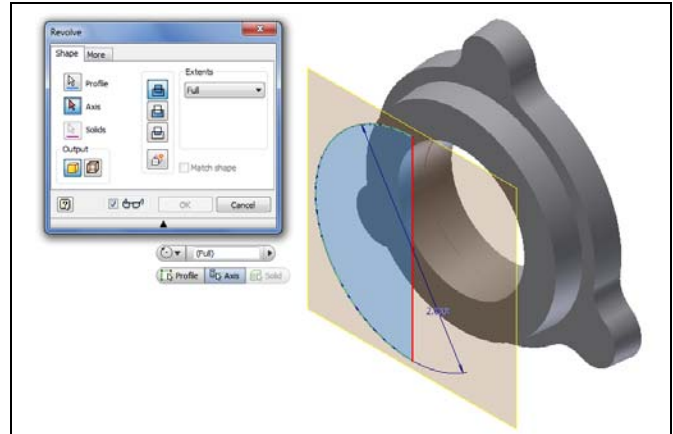 Revolve
Shape More
Profile
Axis
Solids
Output
Extents
Full
Match shape
OK Cancel
(Full)
Profile Axis Solid